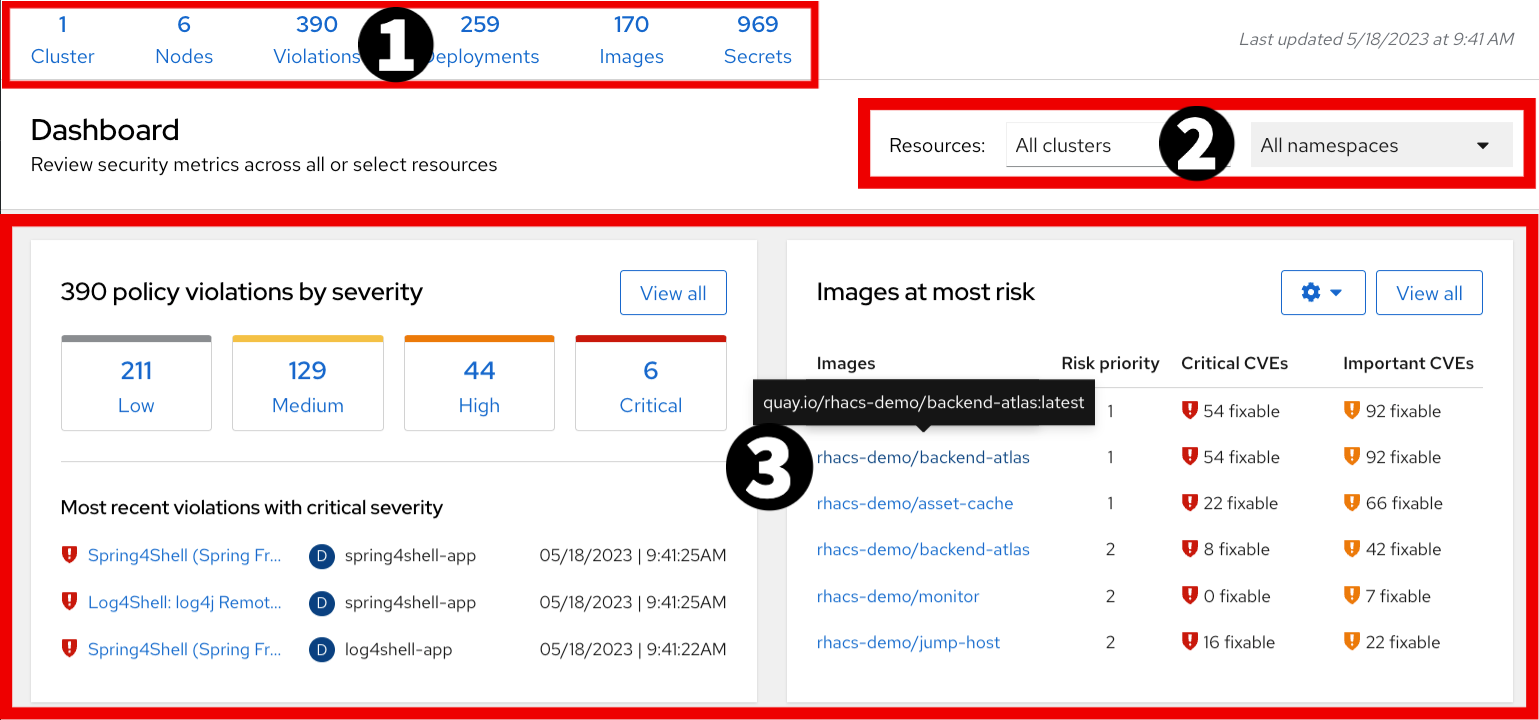 1 6 390 259 170 969
Cluster Nodes Violations eployments Images Secrets
1
Last updated 5/18/2023 at 9:41 AM
Dashboard
Review security metrics across all or select resources
Resources: All clusters All namespaces
2
390 policy violations by severity View all
211 129 44 6
Low Medium High Critical
Most recent violations with critical severity
Spring4Shell (Spring Fr... D spring4shell-app 05/18/2023 | 9:41:25AM
Log4Shell: log4j Remot... D spring4shell-app 05/18/2023 | 9:41:25AM
Spring4Shell (Spring Fr... D log4shell-app 05/18/2023 | 9:41:22AM
3
Images at most risk View all
Images Risk priority Critical CVEs Important CVEs
quay.io/rhacs-demo/backend-atlas:latest 1 54 fixable 92 fixable
rhacs-demo/backend-atlas 1 54 fixable 92 fixable
rhacs-demo/asset-cache 1 22 fixable 66 fixable
rhacs-demo/backend-atlas 2 8 fixable 42 fixable
rhacs-demo/monitor 2 0 fixable 7 fixable
rhacs-demo/jump-host 2 16 fixable 22 fixable